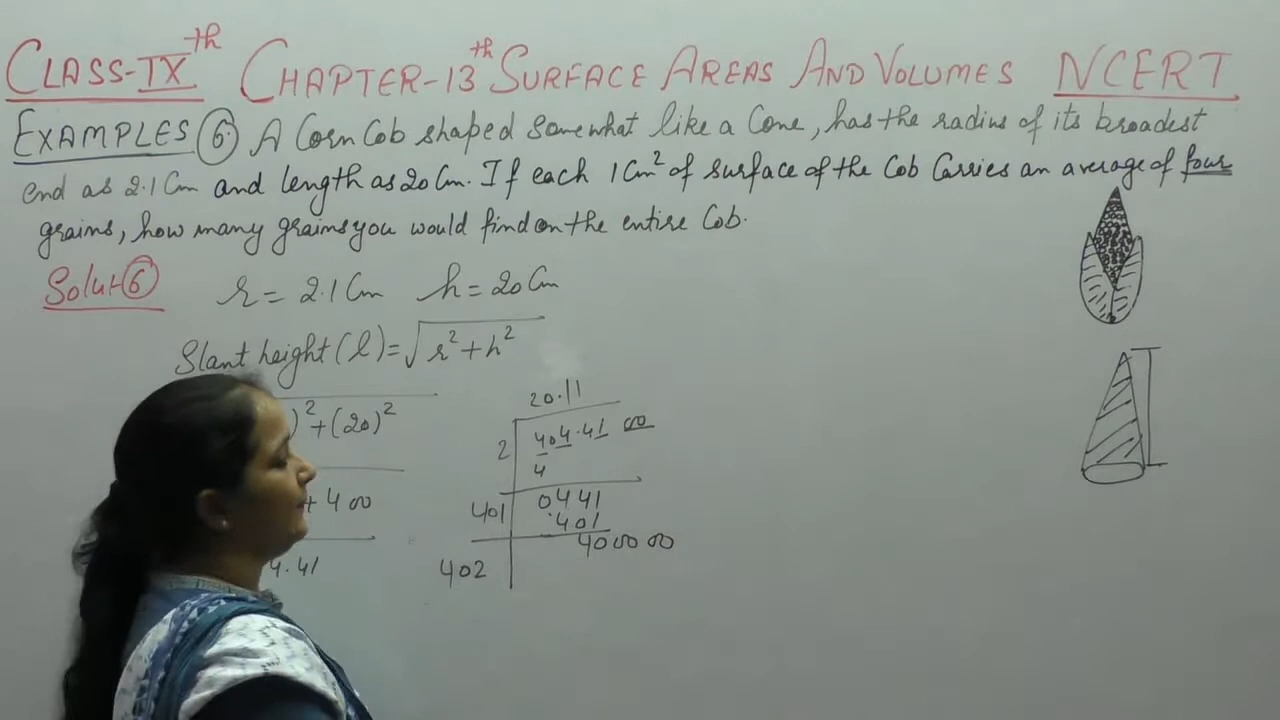 CLASS-IXth CHAPTER-13th SURFACE AREAS AND VOLUMES NCERT
EXAMPLES 6. A Corn Cob shaped somewhat like a Cone, has the radius of its broadest
end as 2.1 Cm and length as 20 Cm. If each 1 Cm² of surface of the Cob Carries an average of four
grains, how many grains you would find on the entire Cob.
Solut 6 r = 2.1 Cm h = 20 Cm
Slant height (l) = √r² + h²
)² + (20)²
+ 400
4.41
20.11
2 404.41 00
4
401 0441
401
402 400000